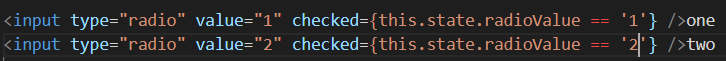 <input type="radio" value="1" checked={this.state.radioValue == '1'} />one
<input type="radio" value="2" checked={this.state.radioValue == '2'} />two